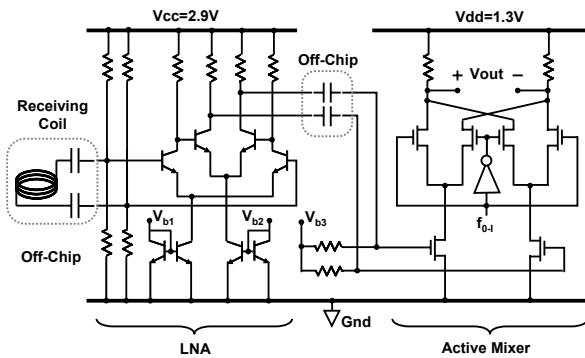 Vcc=2.9V
Vdd=1.3V
Off-Chip
+ Vout −
Receiving
Coil
Vb1
Vb2
Vb3
f0-I
Off-Chip
Gnd
LNA
Active Mixer